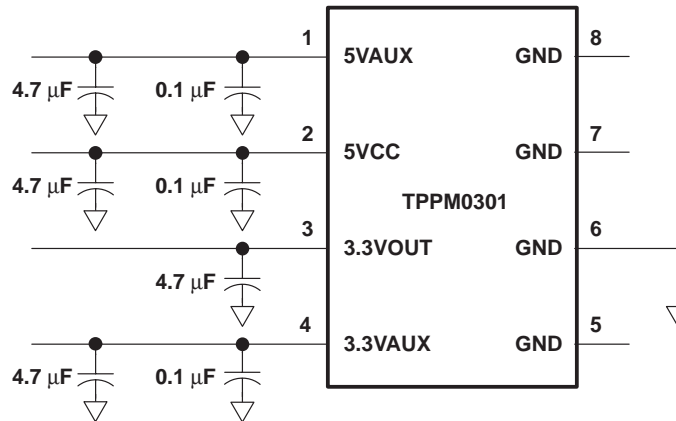 1
5VAUX
GND
8
4.7 μF
0.1 μF
2
5VCC
GND
7
4.7 μF
0.1 μF
TPPM0301
3
3.3VOUT
GND
6
4.7 μF
4
3.3VAUX
GND
5
4.7 μF
0.1 μF